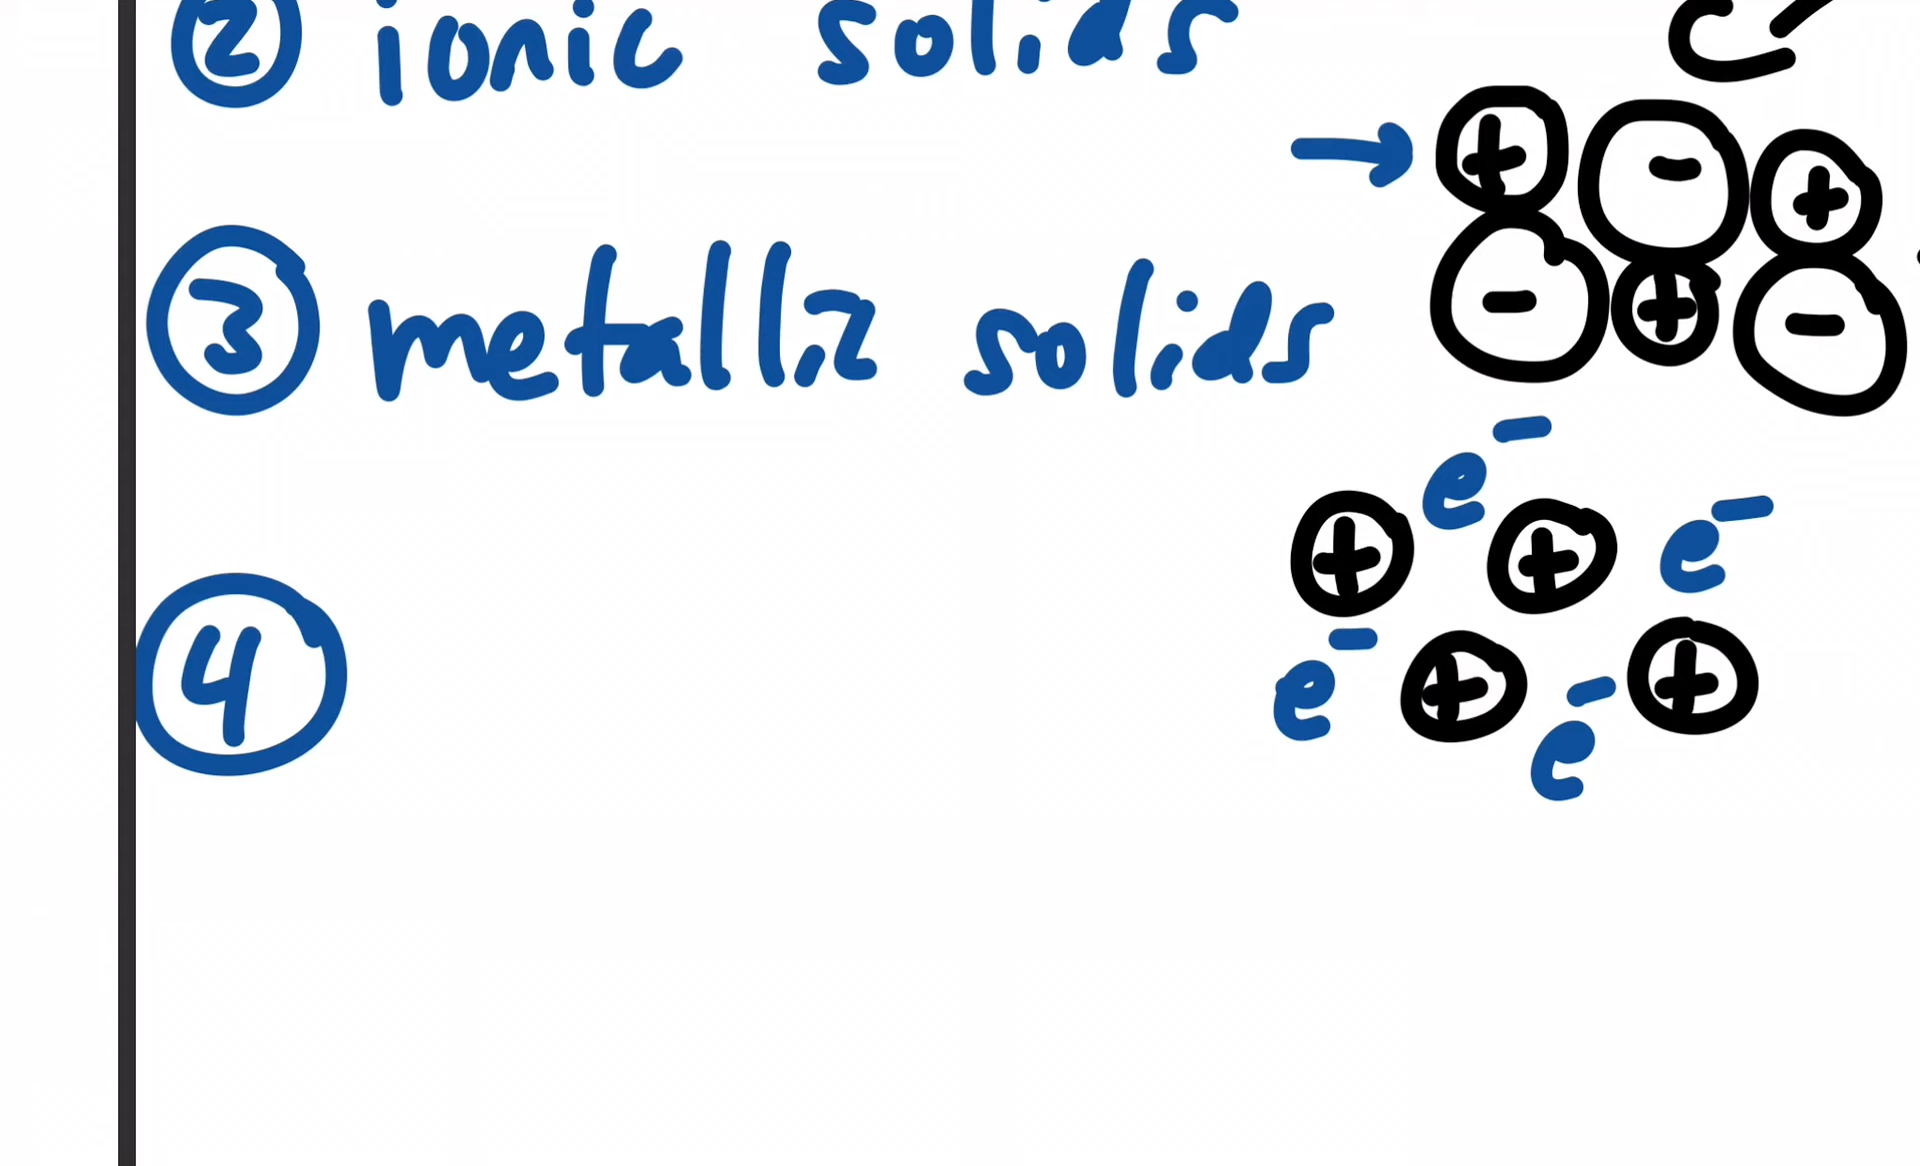 ② ionic solids
→ + - +
- + -
③ metallic solids
e⁻
+ + e⁻
④
e⁻ + e⁻ +